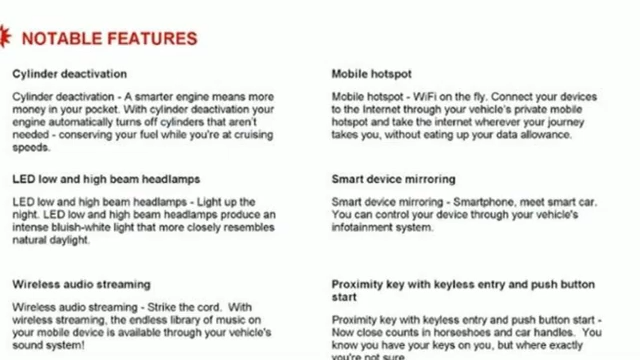 NOTABLE FEATURES
Cylinder deactivation
Cylinder deactivation - A smarter engine means more
money in your pocket. With cylinder deactivation your
engine automatically turns off cylinders that aren't
needed - conserving your fuel while you're at cruising
speeds.
LED low and high beam headlamps
LED low and high beam headlamps - Light up the
night. LED low and high beam headlamps produce an
intense bluish-white light that more closely resembles
natural daylight.
Wireless audio streaming
Wireless audio streaming - Strike the cord. With
wireless streaming, the endless library of music on
your mobile device is available through your vehicle's
sound system!
Mobile hotspot
Mobile hotspot - WiFi on the fly. Connect your devices
to the Internet through your vehicle's private mobile
hotspot and take the internet wherever your journey
takes you, without eating up your data allowance.
Smart device mirroring
Smart device mirroring - Smartphone, meet smart car.
You can control your device through your vehicle's
infotainment system.
Proximity key with keyless entry and push button
start
Proximity key with keyless entry and push button start -
Now close counts in horseshoes and car handles. You
know you have your keys on you, but where exactly
you're not sure